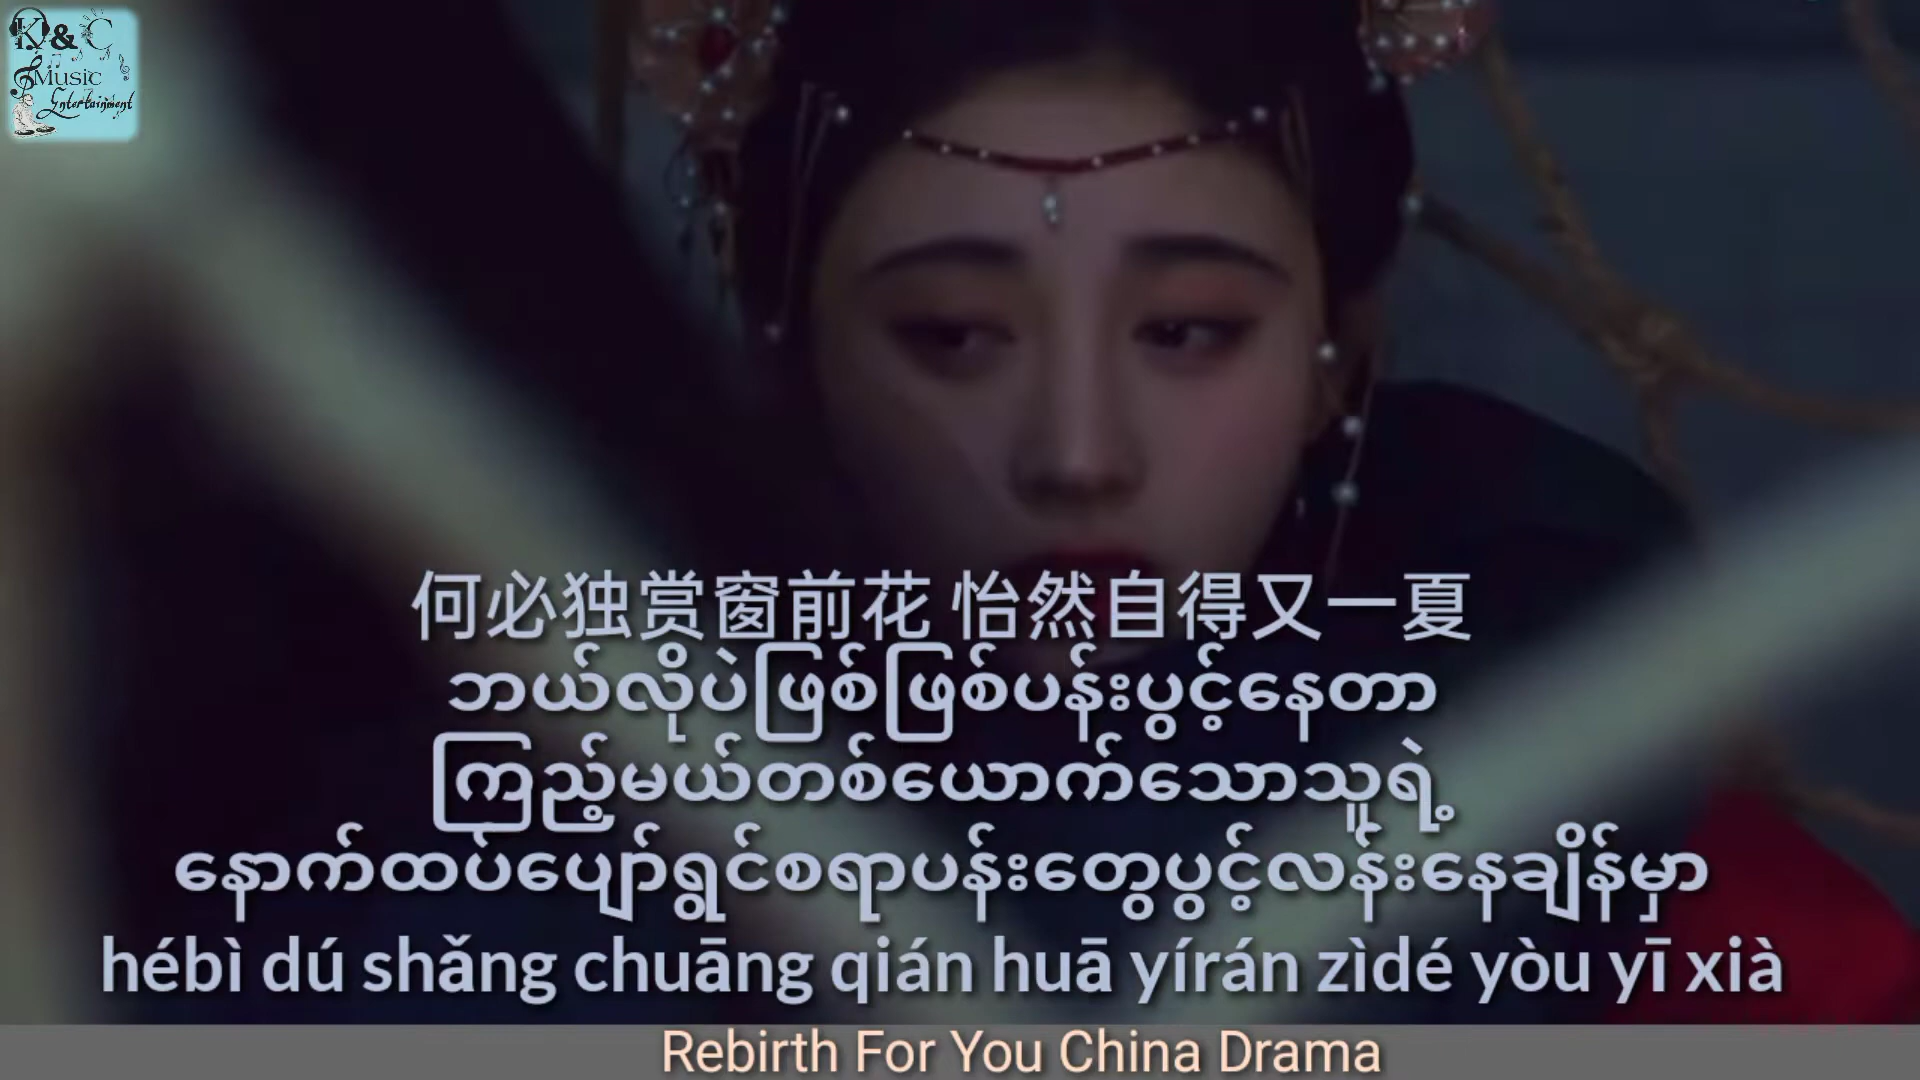 K&C
Music
Entertainment
何必独赏窗前花 怡然自得又一夏
ဘယ်လိုပဲဖြစ်ဖြစ်ပန်းပွင့်နေတာ
ကြည့်မယ်တစ်ယောက်သောသူရဲ့
နောက်ထပ်ပျော်ရွှင်စရာပန်းတွေပွင့်လန်းနေချိန်မှာ
hébì dú shǎng chuāng qián huā yírán zìdé yòu yī xià
Rebirth For You China Drama